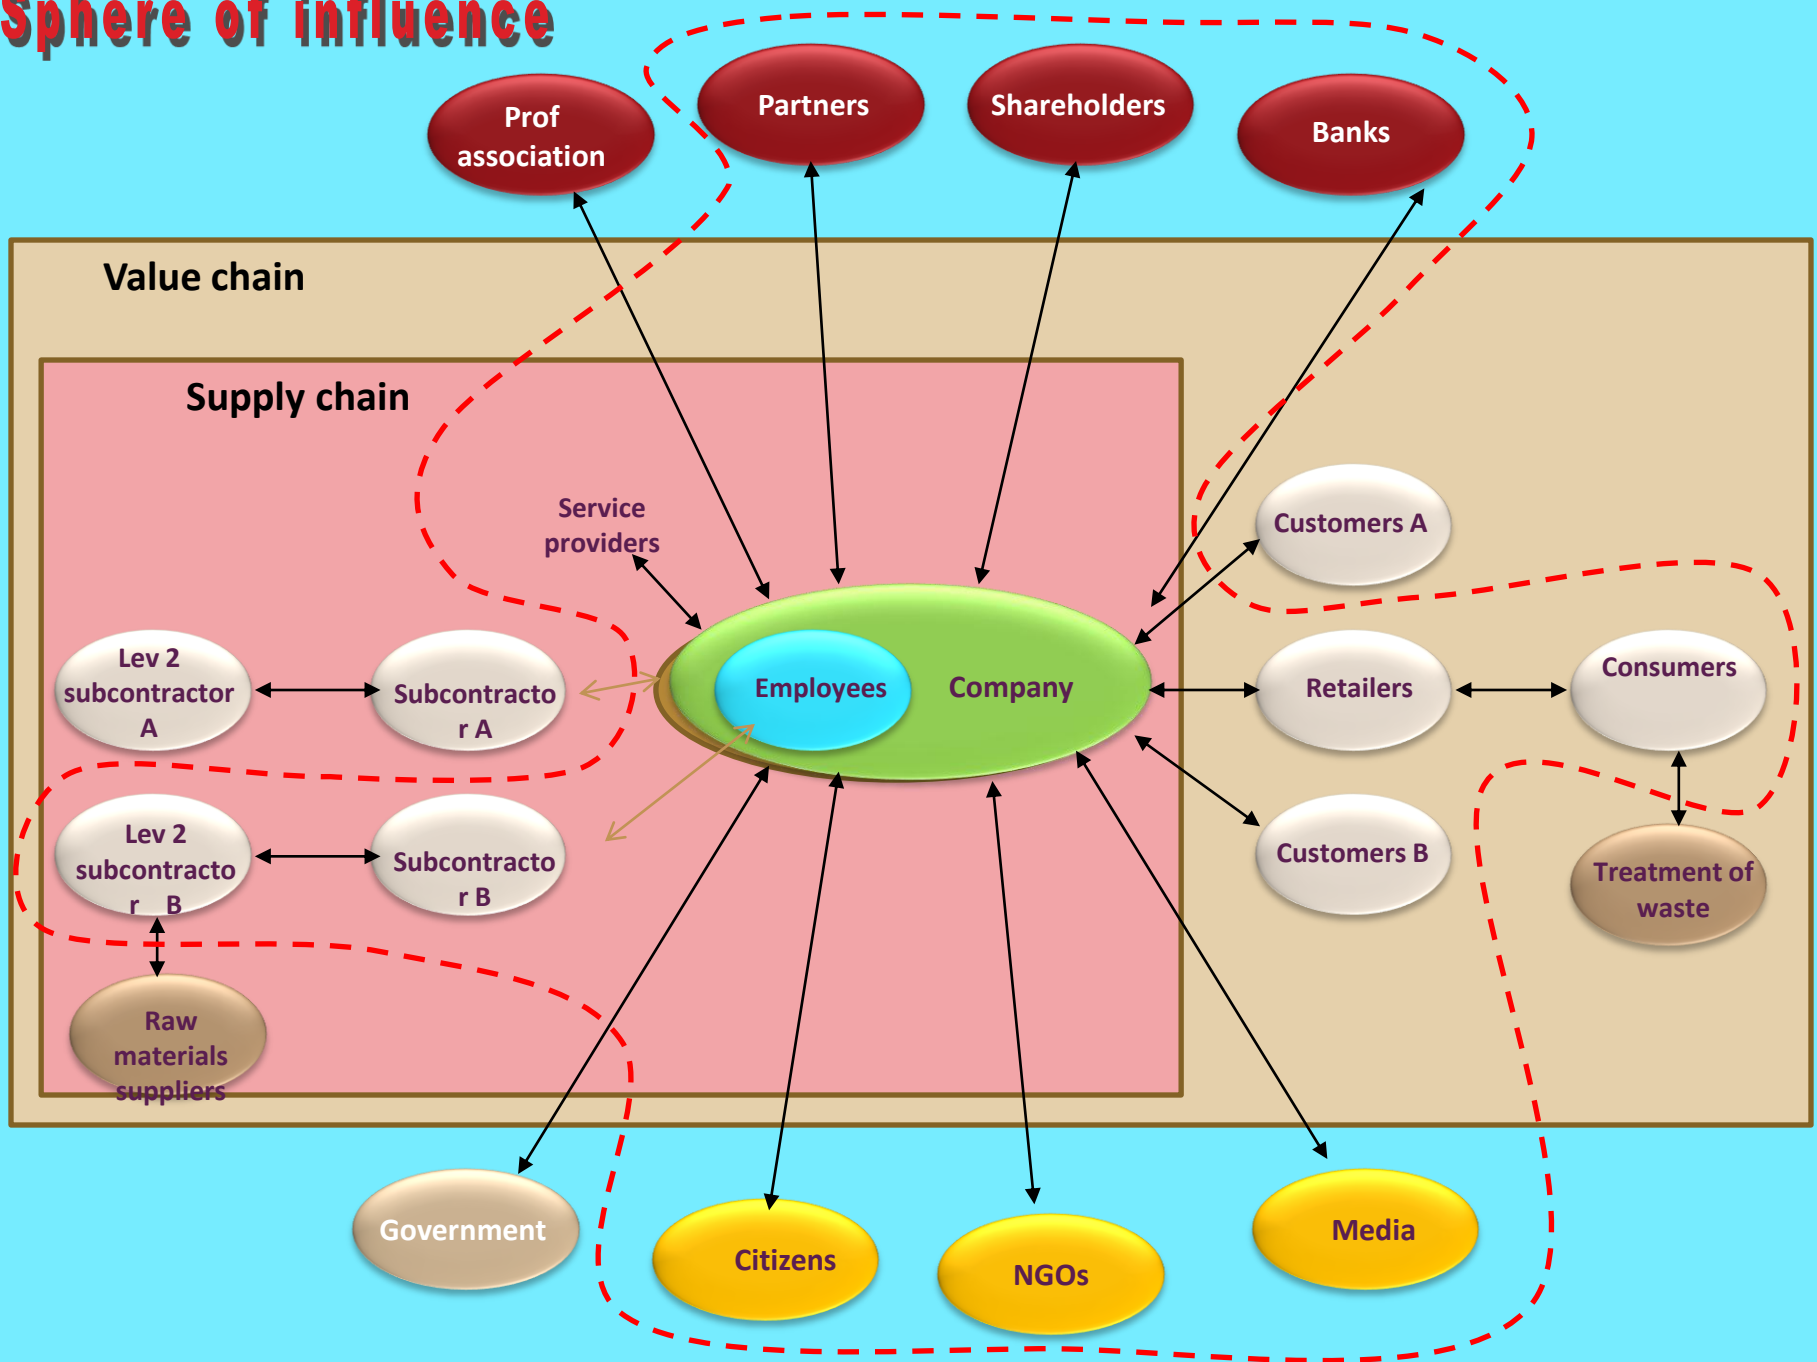 Sphere of influence
Prof
association
Partners
Shareholders
Banks
Value chain
Supply chain
Service
providers
Customers A
Lev 2
subcontractor
A
Subcontracto
r A
Employees
Company
Retailers
Consumers
Lev 2
subcontracto
r B
Subcontracto
r B
Customers B
Treatment of
waste
Raw
materials
suppliers
Government
Citizens
NGOs
Media